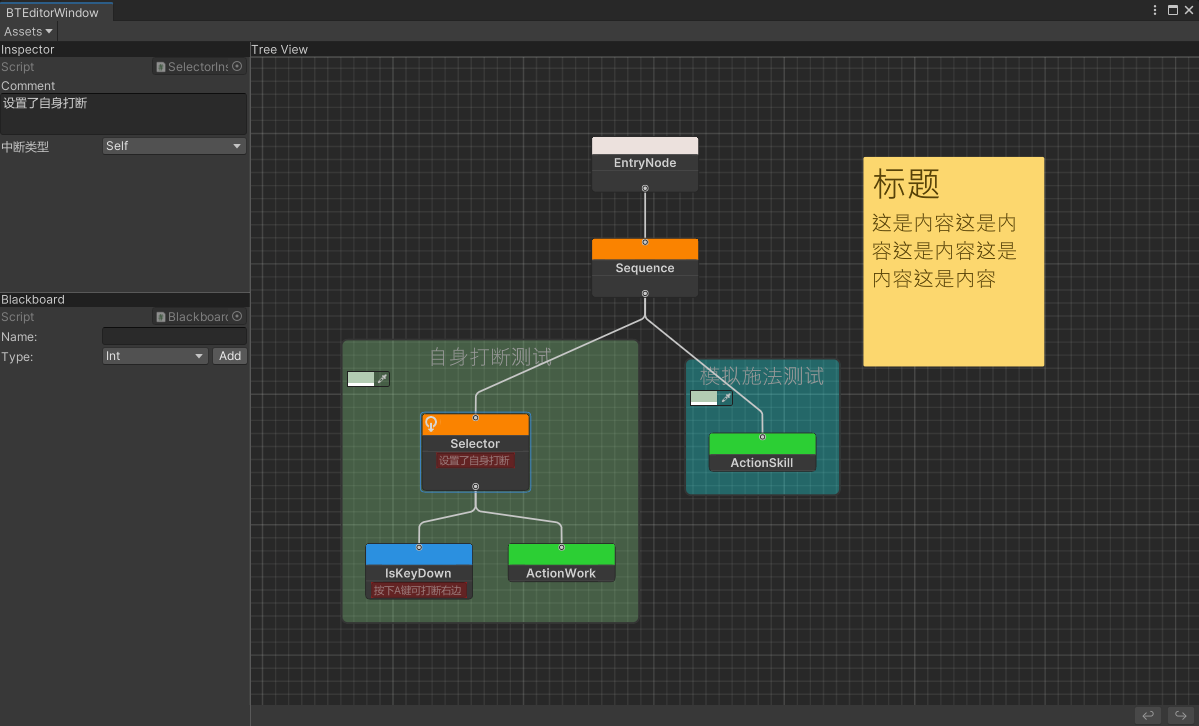 BTEditorWindow
Assets
Inspector
Script
SelectorIns
Comment
设置了自身打断
中断类型
Self
Blackboard
Script
Blackboard
Name:
Type:
Int
Add
Tree View
EntryNode
Sequence
标题
这是内容这是内
容这是内容这是
内容这是内容
自身打断测试
模拟施法测试
Selector
设置了自身打断
ActionSkill
IsKeyDown
按下A键可打断右边
ActionWork